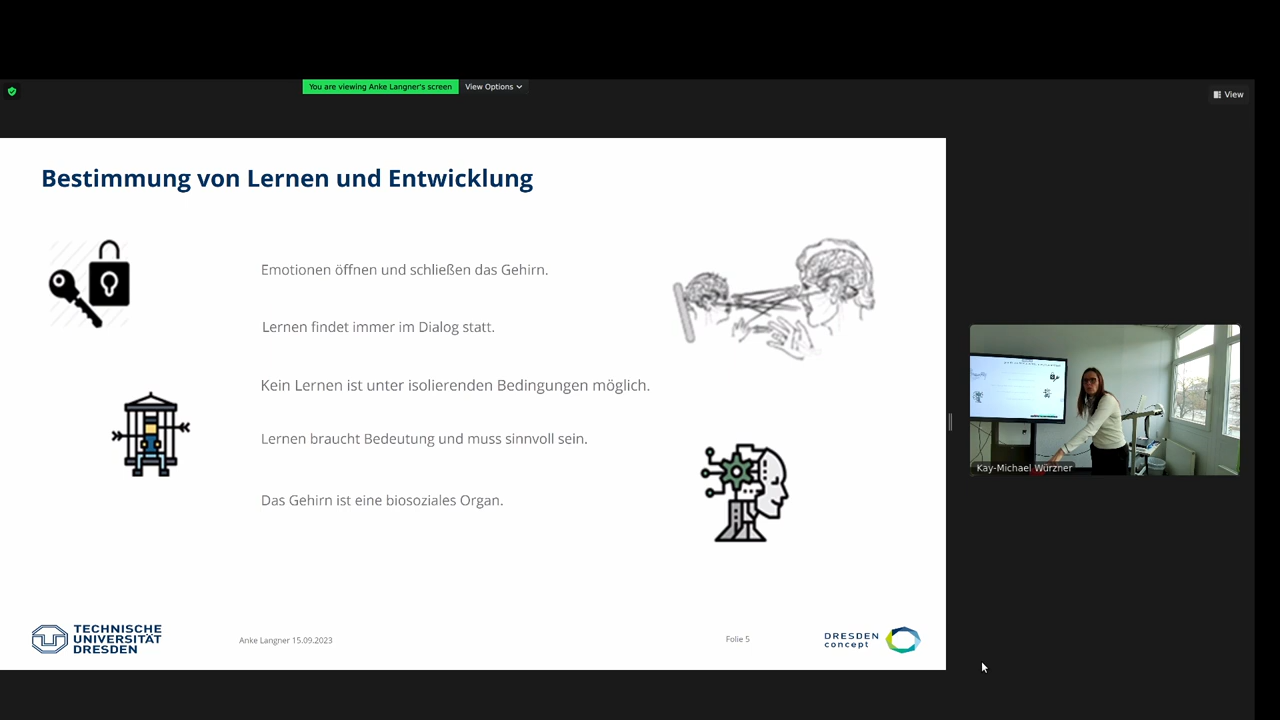 You are viewing Anke Langner's screen
View Options
View
Bestimmung von Lernen und Entwicklung
Emotionen öffnen und schließen das Gehirn.
Lernen findet immer im Dialog statt.
Kein Lernen ist unter isolierenden Bedingungen möglich.
Lernen braucht Bedeutung und muss sinnvoll sein.
Das Gehirn ist eine biosoziales Organ.
Kay-Michael Würzner
TECHNISCHE
UNIVERSITÄT
DRESDEN
Anke Langner 15.09.2023
Folie 5
DRESDEN
concept